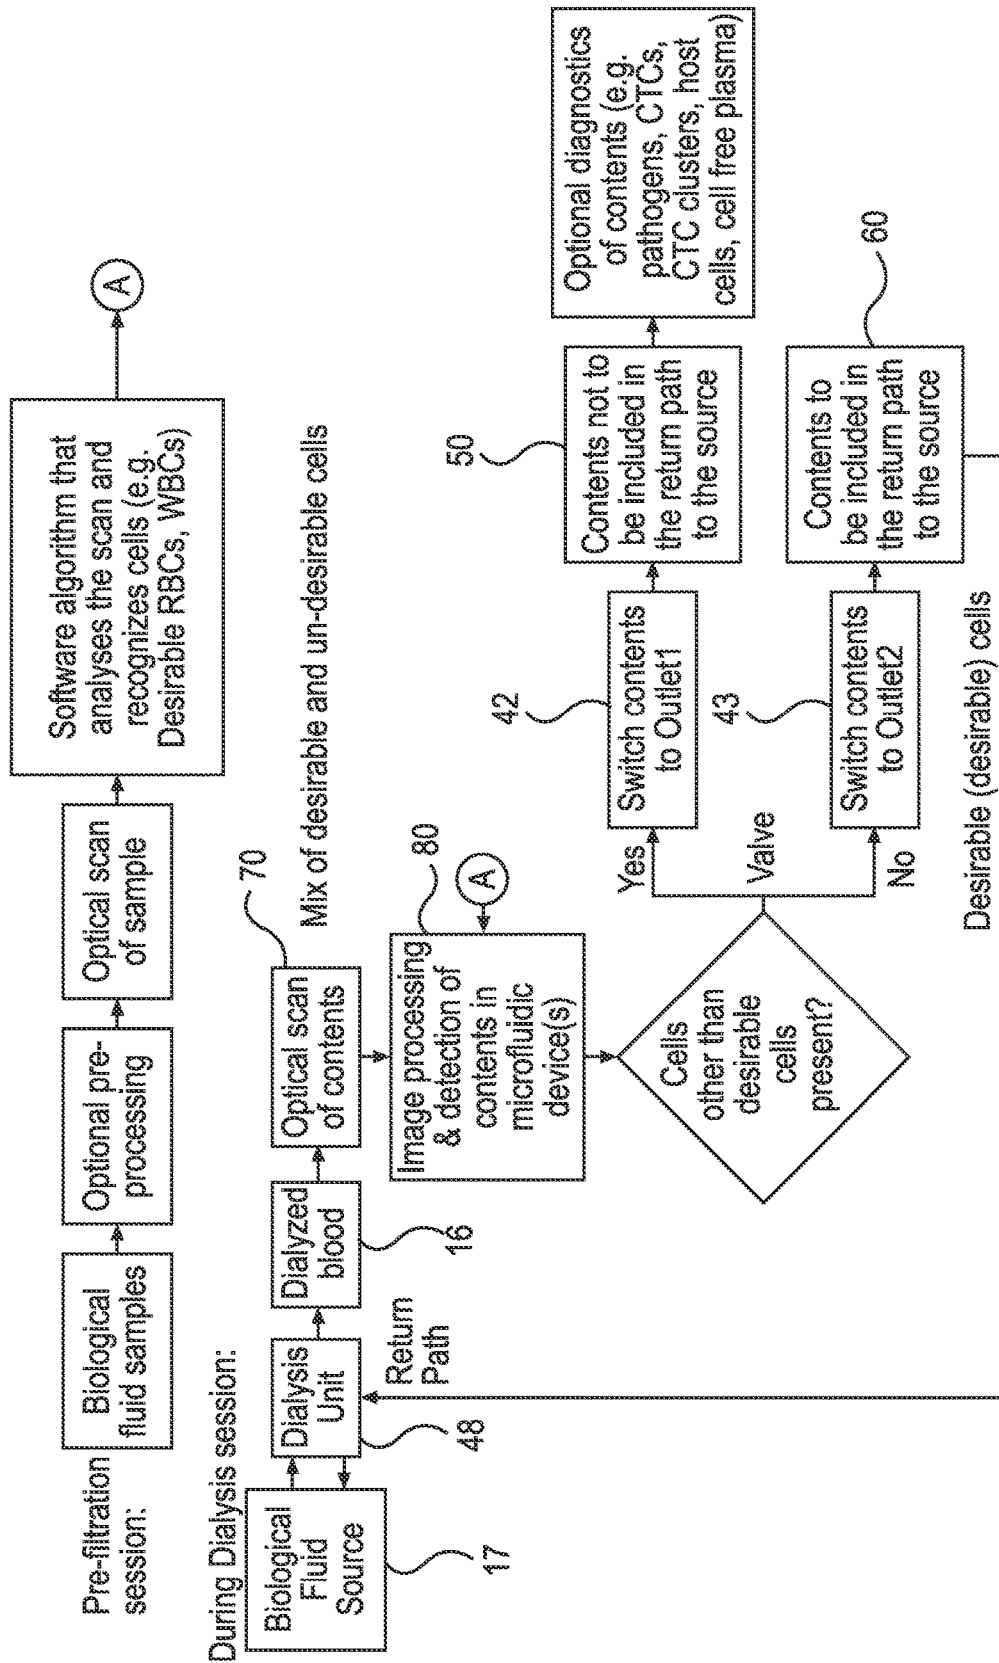 Pre-filtration
session:
Biological
fluid samples
Optional pre-
processing
Optical scan
of sample
Software algorithm that
analyses the scan and
recognizes cells (e.g.
Desirable RBCs, WBCs)
A
During Dialysis session:
Biological
Fluid
Source
17
Dialysis
Unit
48
Return
Path
Dialyzed
blood
16
Optical scan
of contents
70
Mix of desirable and un-desirable cells
Image processing
& detection of
contents in
microfluidic
device(s)
80
A
Cells
other than
desirable
cells
present?
Yes
Valve
No
Switch contents
to Outlet1
42
Switch contents
to Outlet2
43
Contents not to
be included in
the return path
to the source
50
Contents to
be included in
the return path
to the source
60
Optional diagnostics
of contents (e.g.
pathogens, CTCs,
CTC clusters, host
cells, cell free plasma)
Desirable (desirable) cells